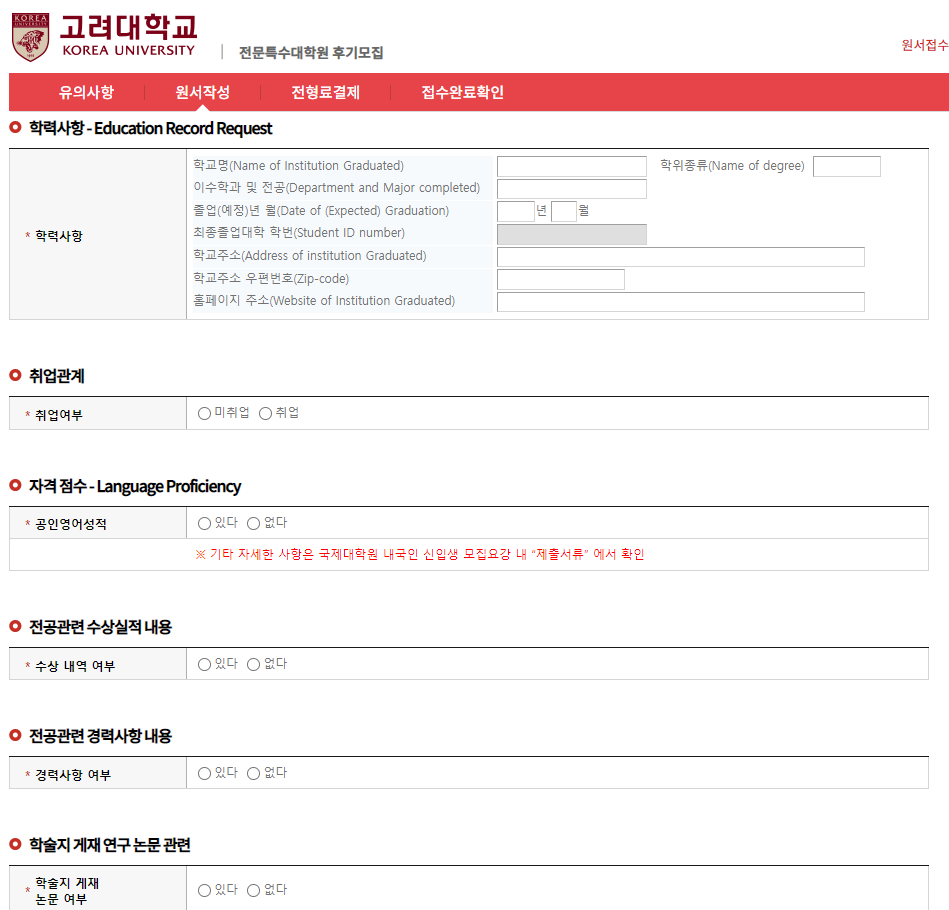 KOREA
UNIVERSITY
고려대학교
KOREA UNIVERSITY
전문특수대학원 후기모집
원서접수
유의사항
원서작성
전형료결제
접수완료확인
학력사항 - Education Record Request
* 학력사항
학교명(Name of Institution Graduated)
학위종류(Name of degree)
이수학과 및 전공(Department and Major completed)
졸업(예정)년 월(Date of (Expected) Graduation)
년
월
최종졸업대학 학번(Student ID number)
학교주소(Address of institution Graduated)
학교주소 우편번호(Zip-code)
홈페이지 주소(Website of Institution Graduated)
취업관계
* 취업여부
미취업
취업
자격 점수 - Language Proficiency
* 공인영어성적
있다
없다
※ 기타 자세한 사항은 국제대학원 내국인 신입생 모집요강 내 "제출서류" 에서 확인
전공관련 수상실적 내용
* 수상 내역 여부
있다
없다
전공관련 경력사항 내용
* 경력사항 여부
있다
없다
학술지 게재 연구 논문 관련
* 학술지 게재
논문 여부
있다
없다